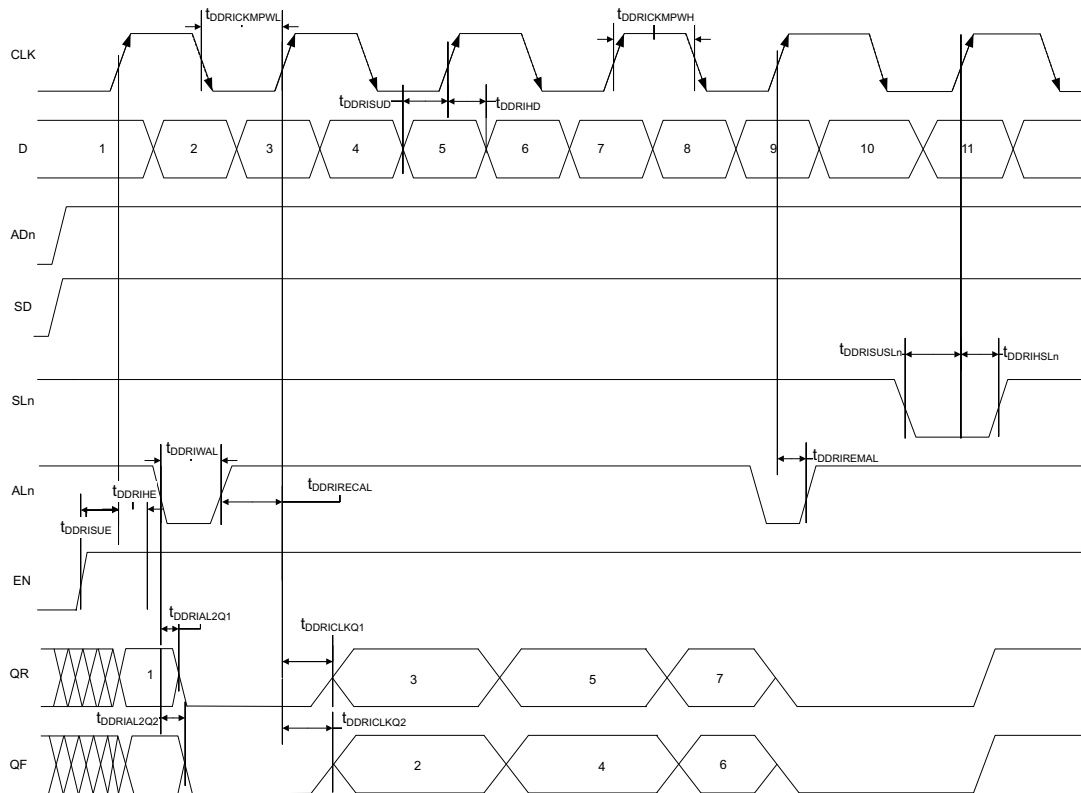 tDDRICKMPWL
tDDRICKMPWH
CLK
tDDRISUD
tDDRIHD
D
1 2 3 4 5 6 7 8 9 10 11
ADn
SD
tDDRISUSLn
tDDRIHSLn
SLn
tDDRIWAL
tDDRIREMAL
ALn
tDDRIHE
tDDRIRECAL
tDDRISUE
EN
tDDRIAL2Q1
tDDRICLKQ1
QR
1 3 5 7
tDDRIAL2Q2
tDDRICLKQ2
QF
2 4 6